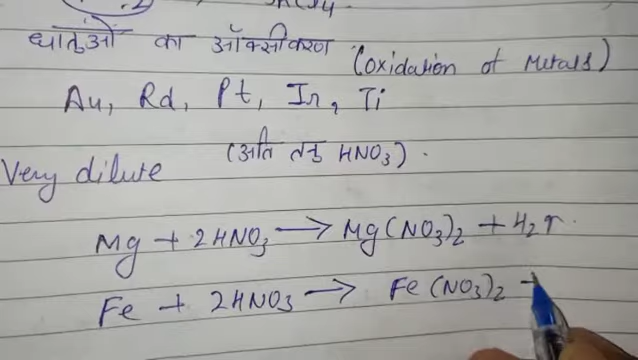 धातुओं का ऑक्सीकरण (oxidation of Metals)
Au, Rd, Pt, In, Ti
Very dilute (अति तनु HNO3).
Mg + 2HNO3 → Mg(NO3)2 + H2↑.
Fe + 2HNO3 → Fe(NO3)2 +